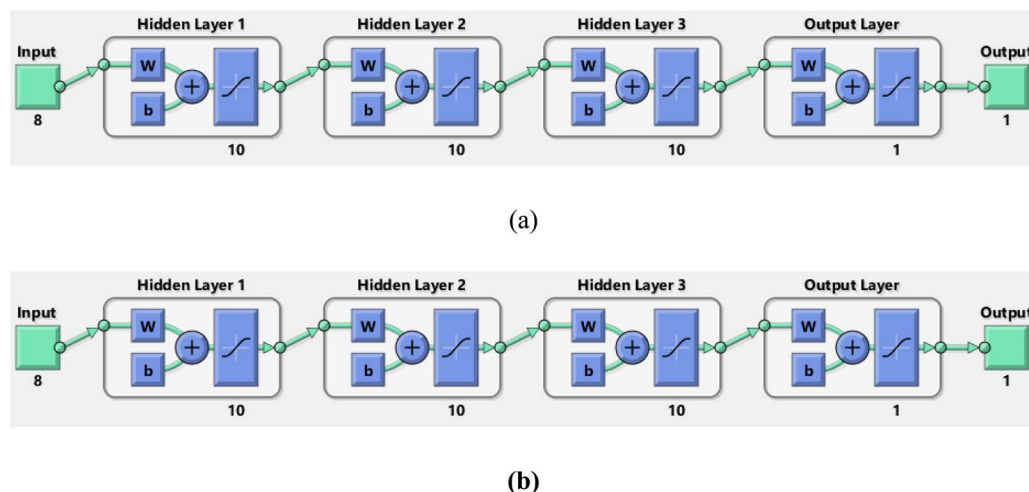 Hidden Layer 1 Hidden Layer 2 Hidden Layer 3 Output Layer
Input Output
W W W W
b b b b
+ + + +
8 1
10 10 10 1
(a)
Hidden Layer 1 Hidden Layer 2 Hidden Layer 3 Output Layer
Input Output
W W W W
b b b b
+ + + +
8 1
10 10 10 1
(b)